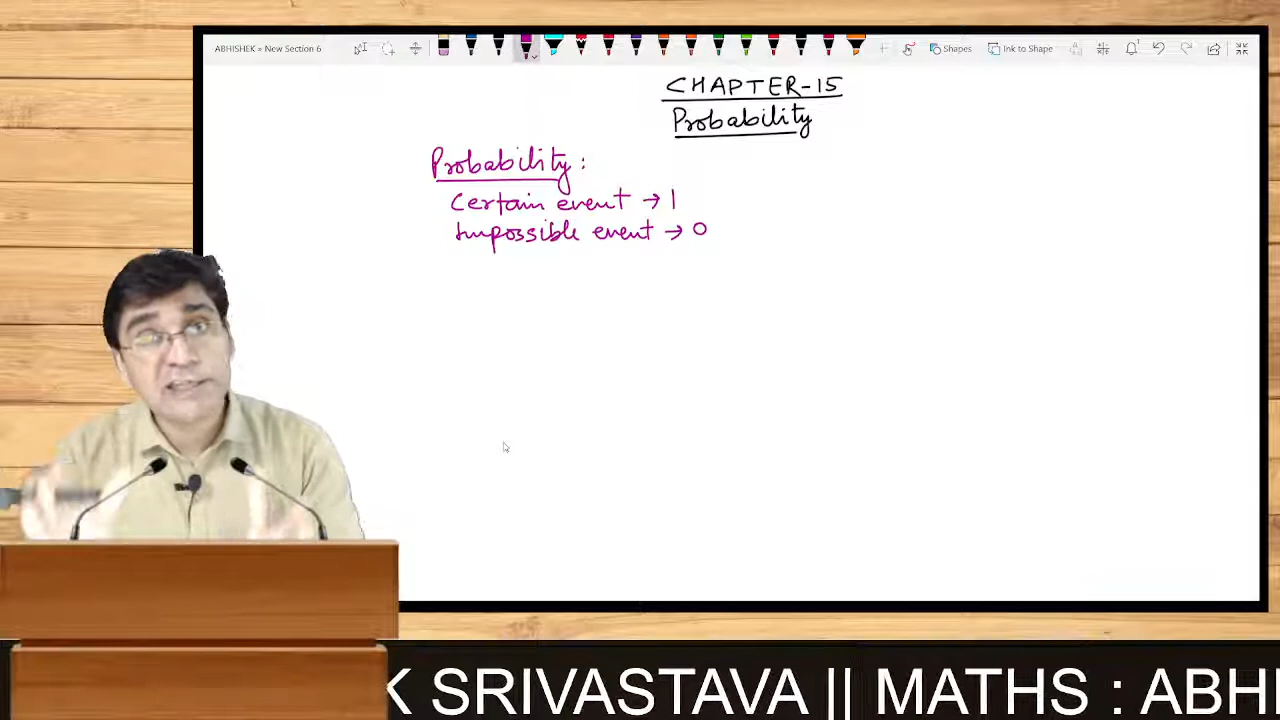 ABHISHEK » New Section 6
Shapes
Ink to Shape
CHAPTER-15
Probability
Probability:
Certain event → 1
Impossible event → 0
K SRIVASTAVA || MATHS : ABHI